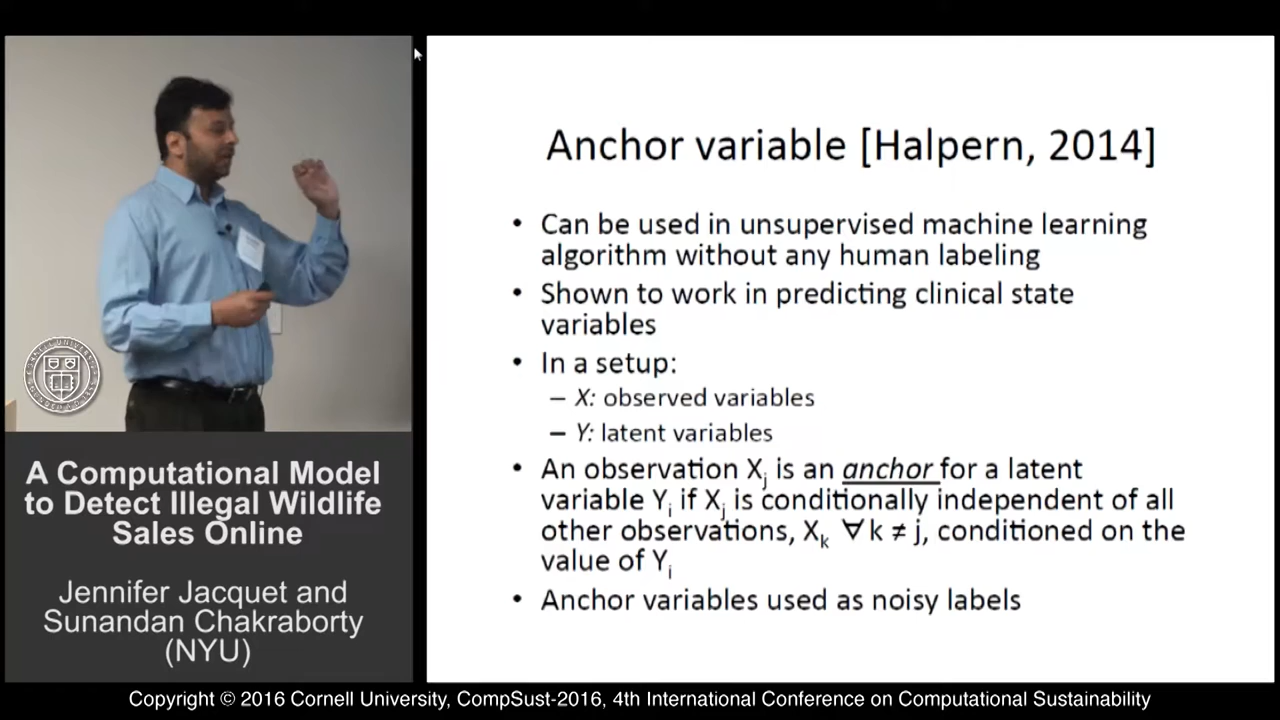 Anchor variable [Halpern, 2014]
• Can be used in unsupervised machine learning
algorithm without any human labeling
• Shown to work in predicting clinical state
variables
• In a setup:
– X: observed variables
– Y: latent variables
• An observation Xj is an anchor for a latent
variable Yi if Xj is conditionally independent of all
other observations, Xk ∀ k ≠ j, conditioned on the
value of Yi
• Anchor variables used as noisy labels
A Computational Model
to Detect Illegal Wildlife
Sales Online
Jennifer Jacquet and
Sunandan Chakraborty
(NYU)
Copyright © 2016 Cornell University, CompSust-2016, 4th International Conference on Computational Sustainability